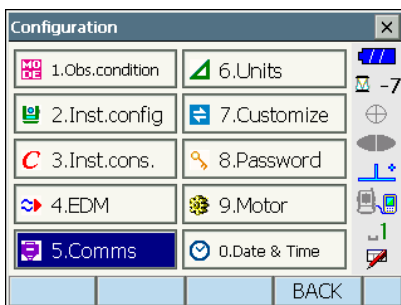 Configuration
MODE 1.Obs.condition
6.Units
2.Inst.config
7.Customize
C 3.Inst.cons.
8.Password
4.EDM
9.Motor
5.Comms
0.Date & Time
-7
1
BACK